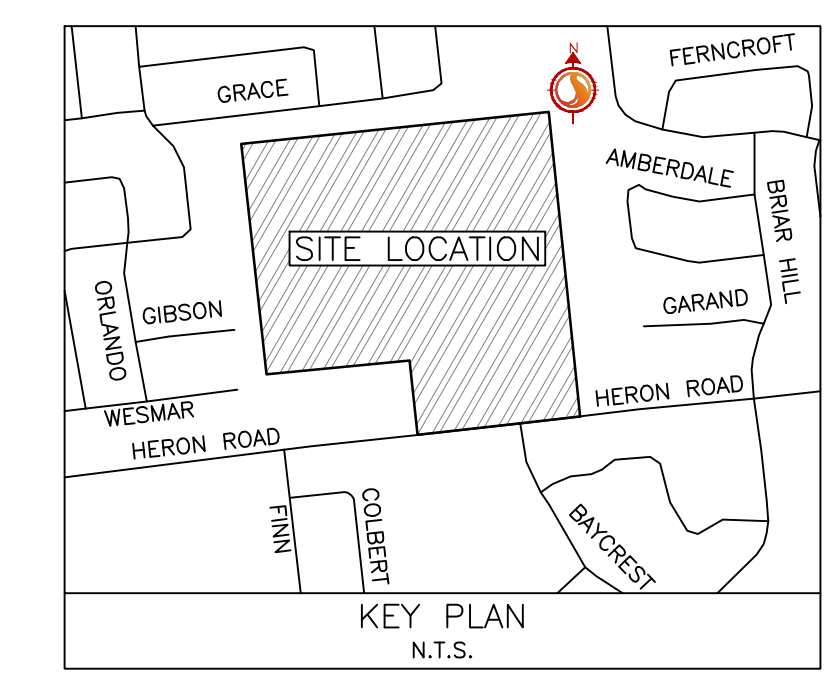 N
FERNCROFT
GRACE
AMBERDALE
BRIAR HILL
SITE LOCATION
ORLANDO
GIBSON
GARAND
WESMAR
HERON ROAD
HERON ROAD
FINN
COLBERT
BAYCREST
KEY PLAN
N.T.S.